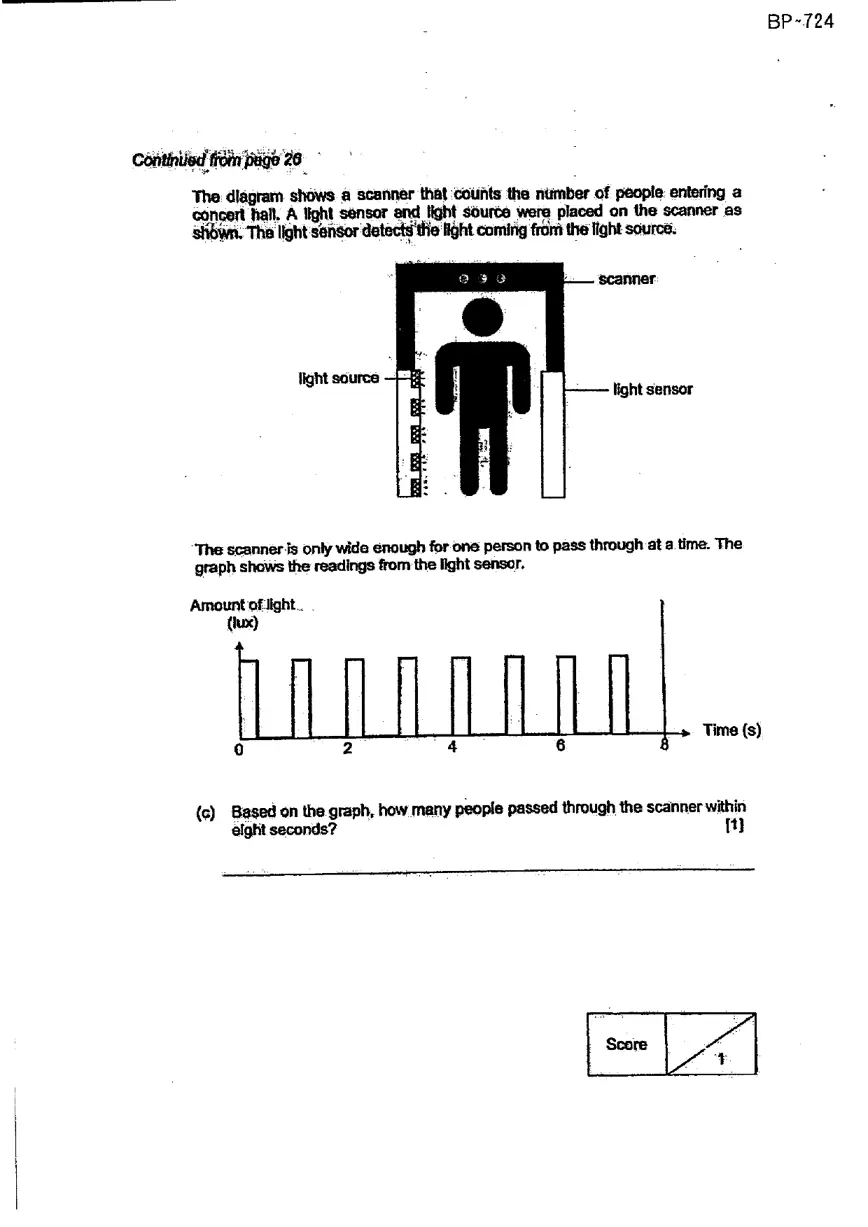 BP-724
Continued from page 26
The diagram shows a scanner that counts the number of people entering a
concert hall. A light sensor and light source were placed on the scanner as
shown. The light sensor detects the light coming from the light source.
scanner
light source
light sensor
The scanner is only wide enough for one person to pass through at a time. The
graph shows the readings from the light sensor.
Amount of light
(lux)
Time (s)
0 2 4 6 8
(c) Based on the graph, how many people passed through the scanner within
eight seconds? [1]
Score
1